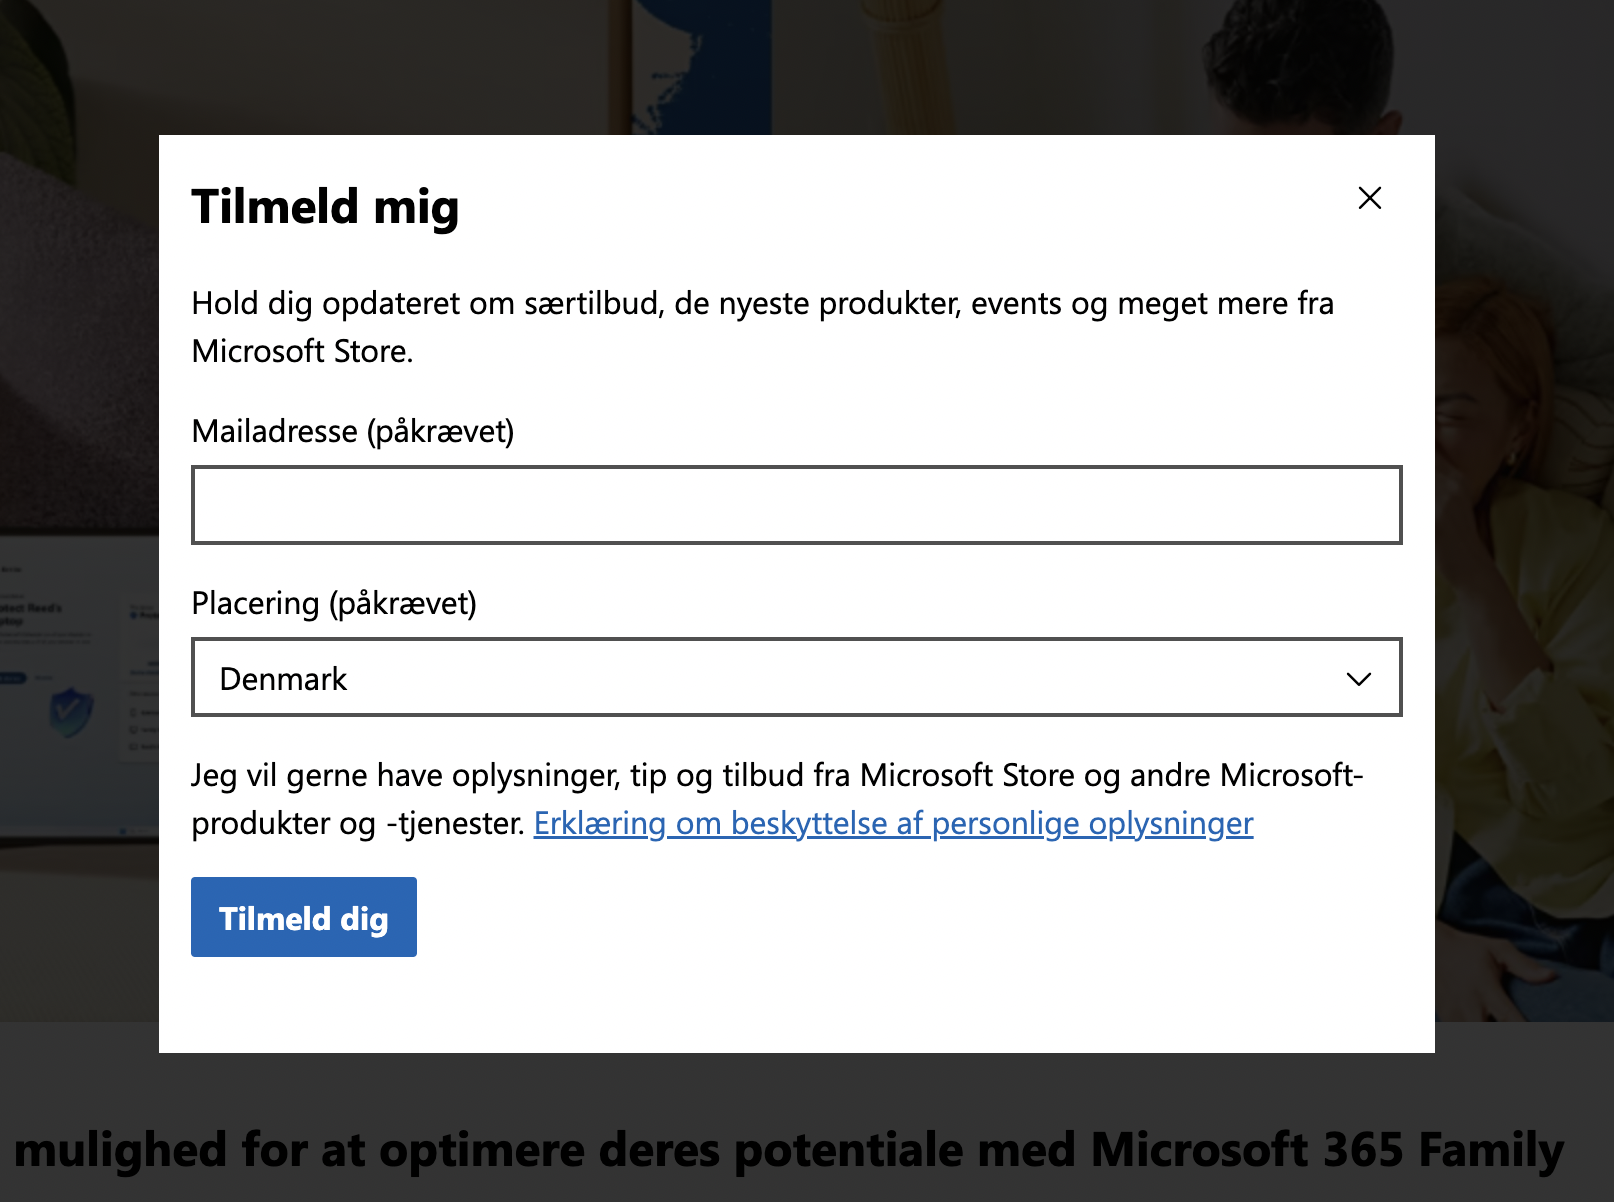 Tilmeld mig
Hold dig opdateret om særtilbud, de nyeste produkter, events og meget mere fra
Microsoft Store.
Mailadresse (påkrævet)
Placering (påkrævet)
Denmark
Jeg vil gerne have oplysninger, tip og tilbud fra Microsoft Store og andre Microsoft-
produkter og -tjenester. Erklæring om beskyttelse af personlige oplysninger
Tilmeld dig
mulighed for at optimere deres potentiale med Microsoft 365 Family